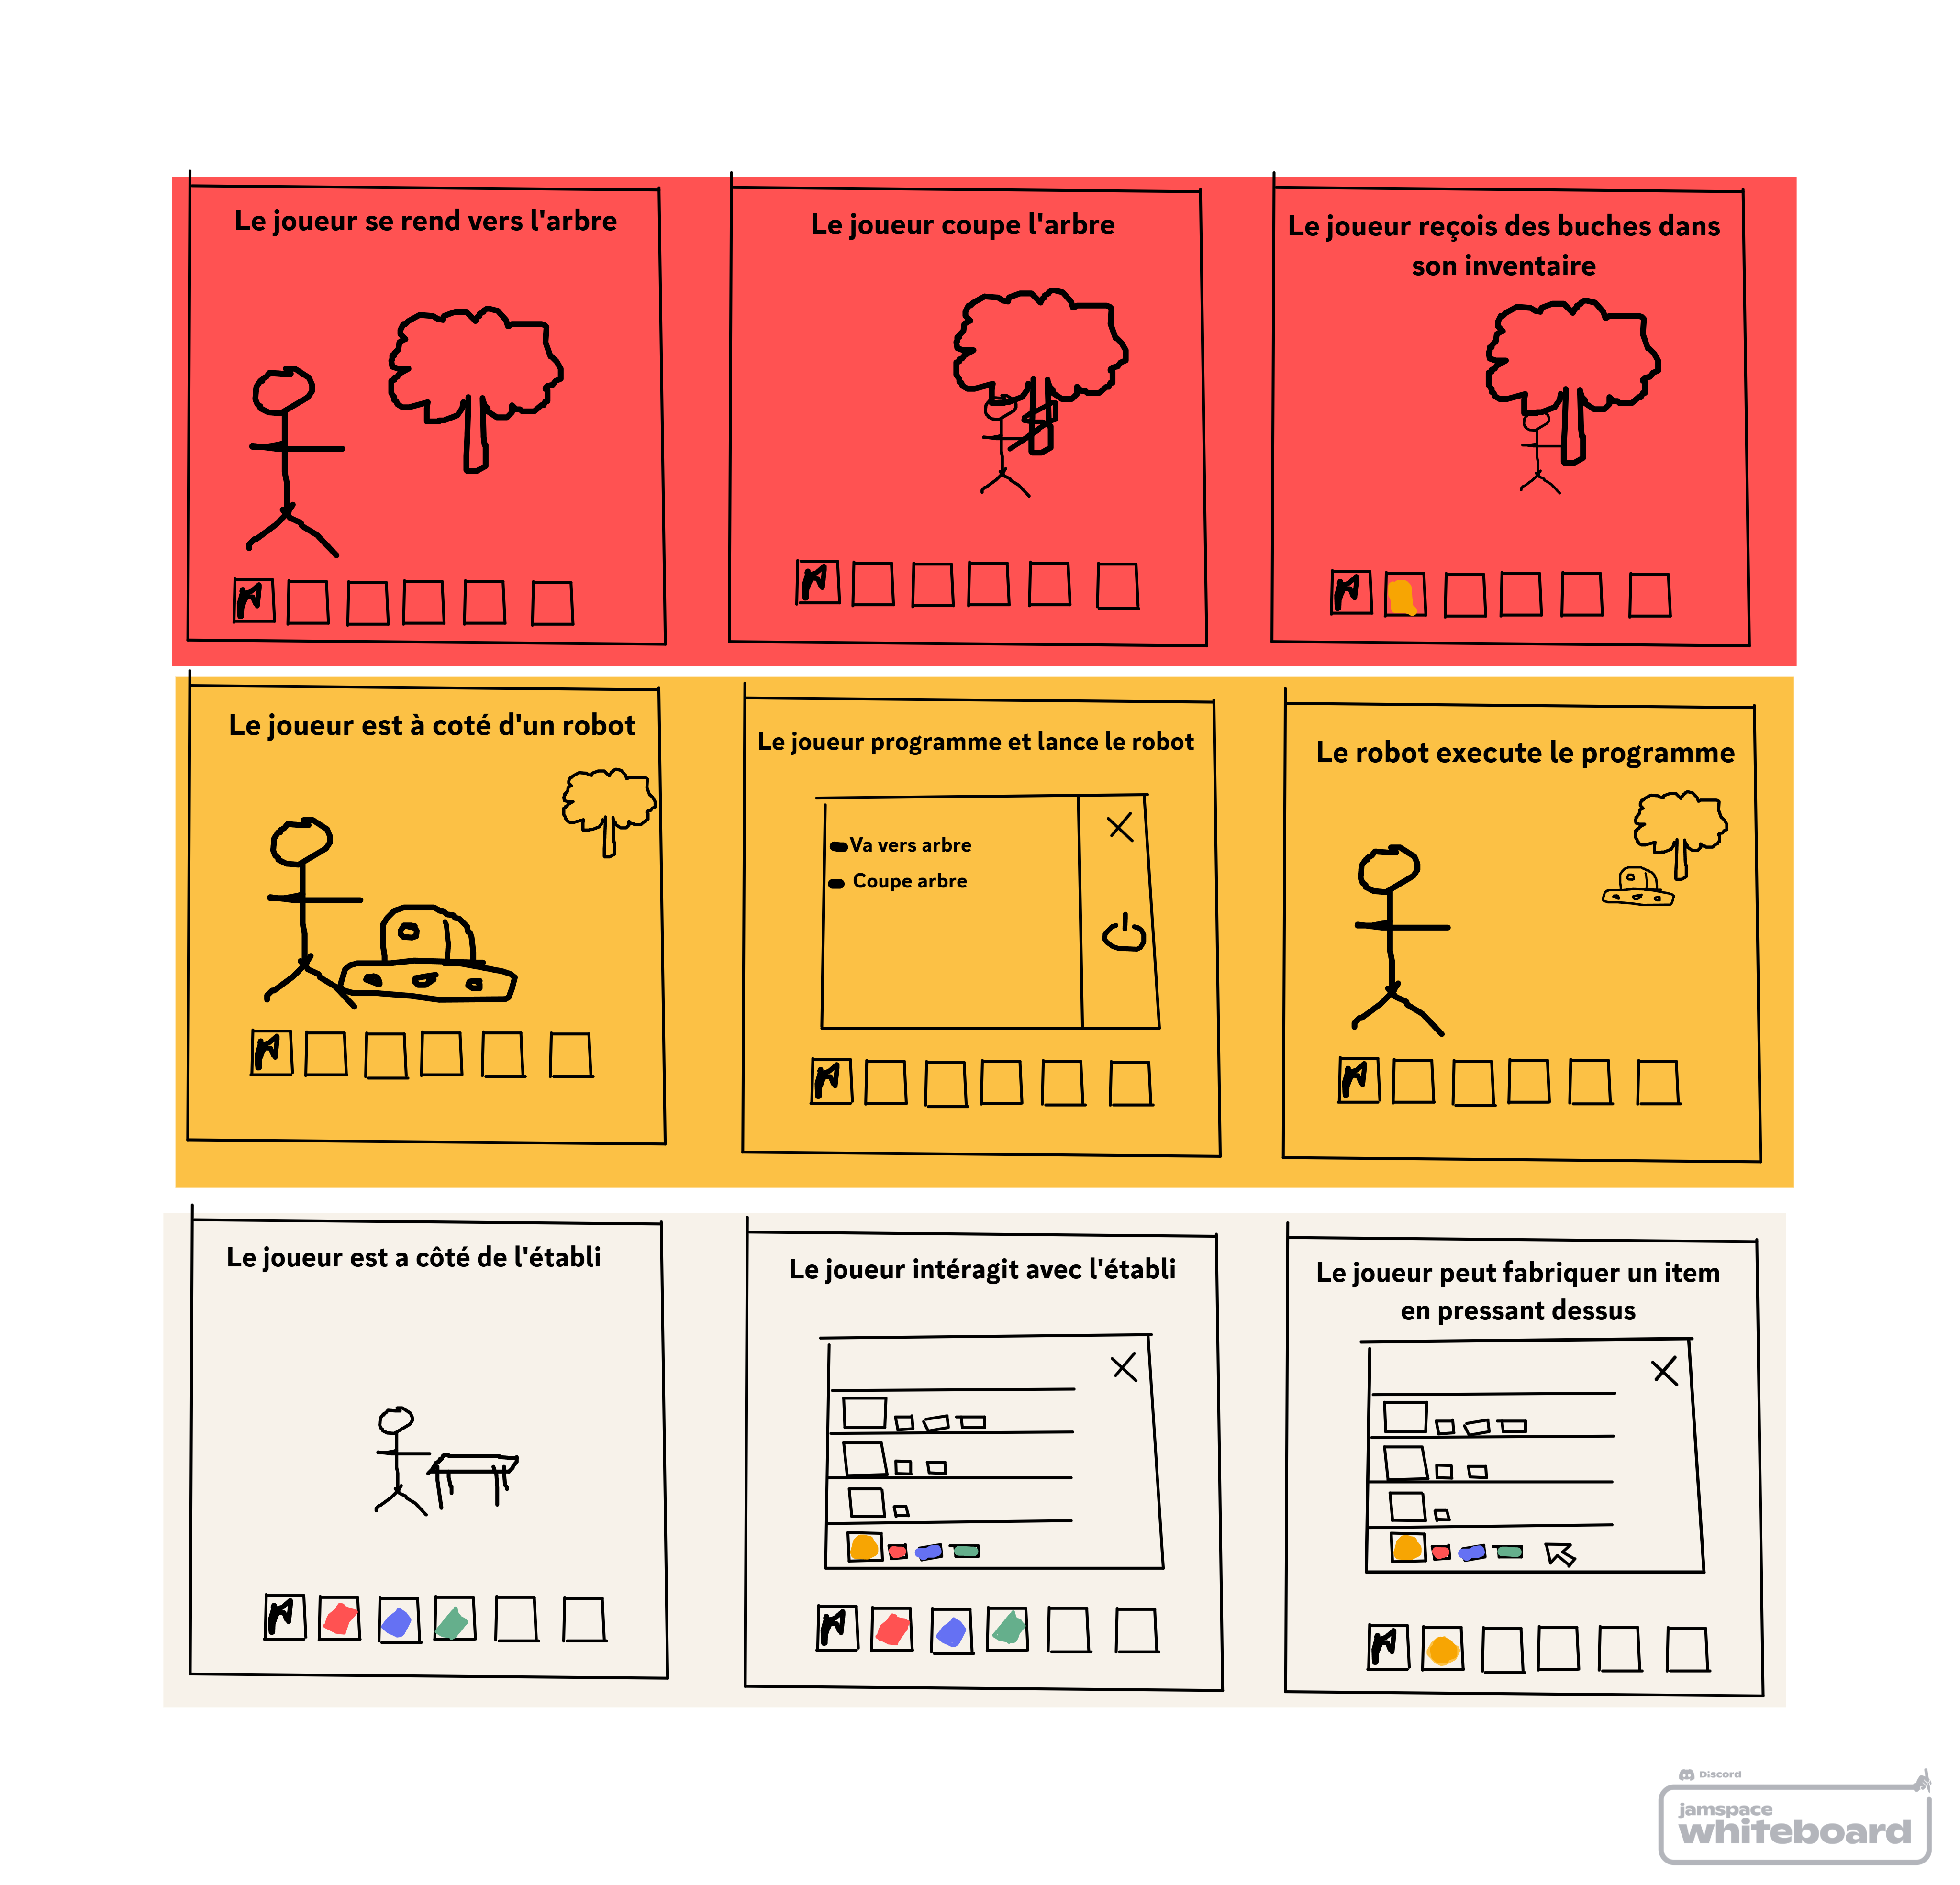 Le joueur se rend vers l'arbre
Le joueur coupe l'arbre
Le joueur reçois des buches dans
son inventaire
Le joueur est à coté d'un robot
Le joueur programme et lance le robot
Va vers arbre
Coupe arbre
Le robot execute le programme
Le joueur est a côté de l'établi
Le joueur intéragit avec l'établi
Le joueur peut fabriquer un item
en pressant dessus
Discord
jamspace
whiteboard